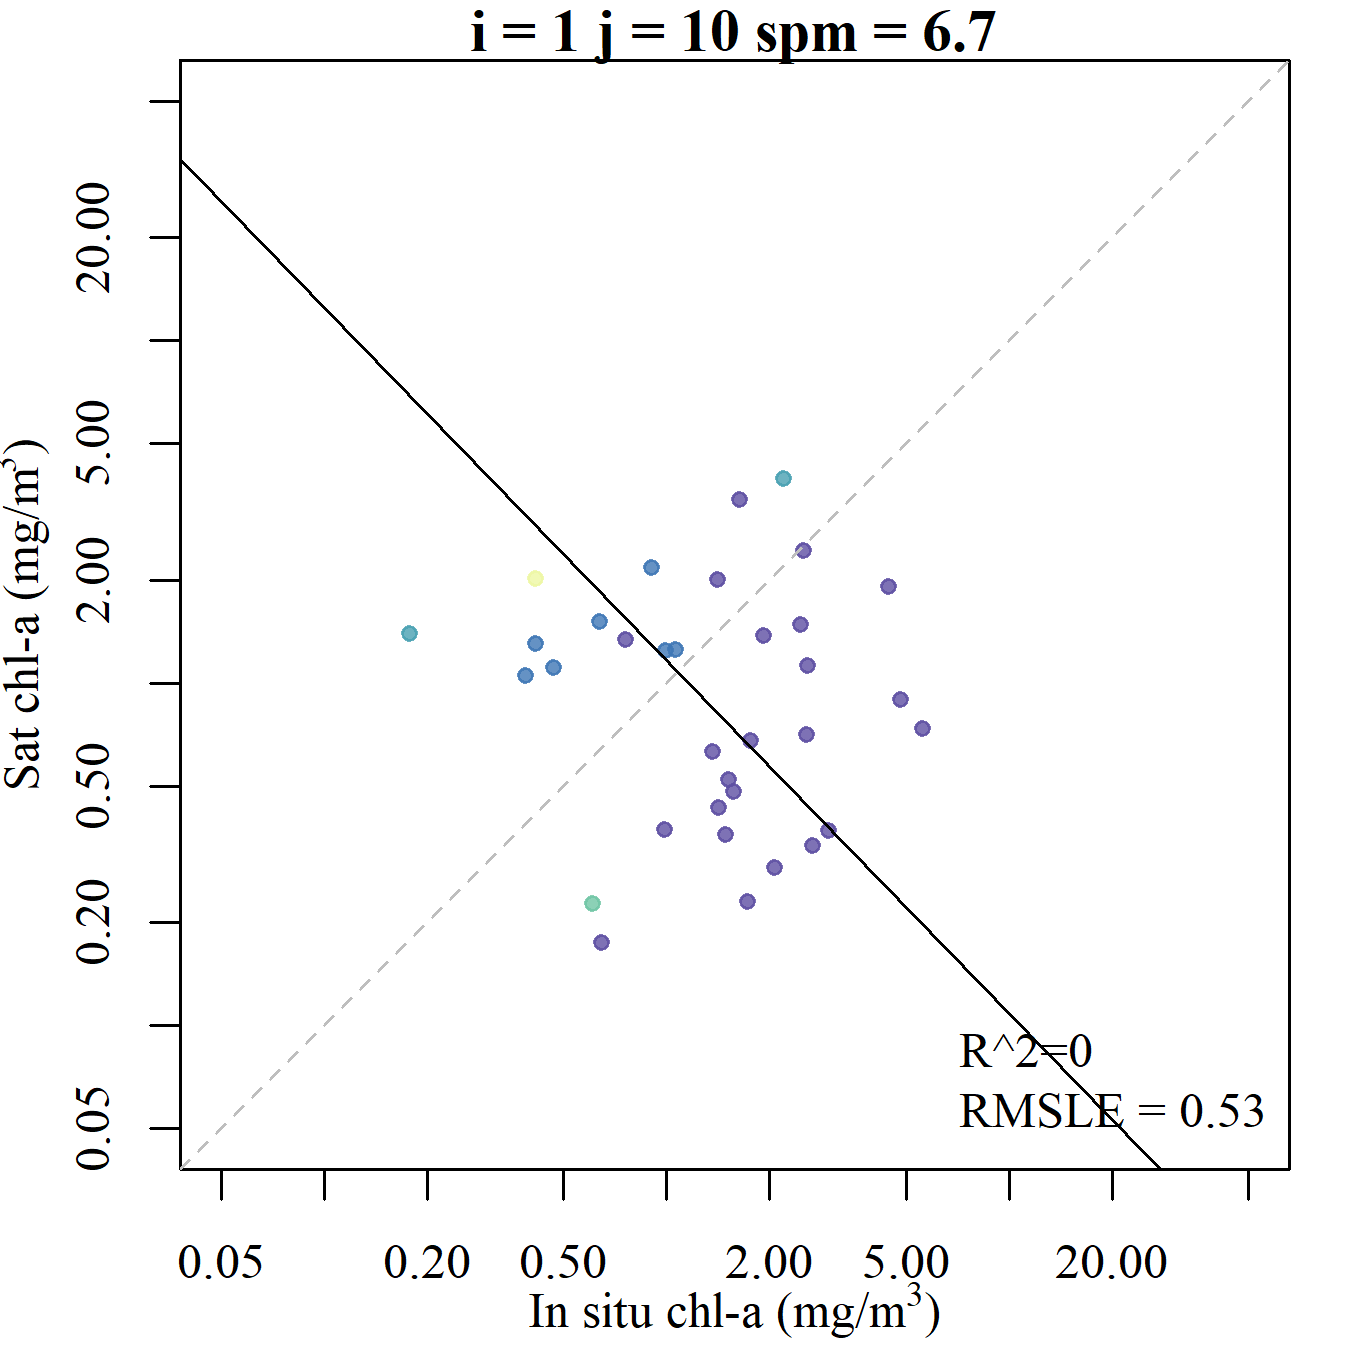 i = 1 j = 10 spm = 6.7
Sat chl-a (mg/m³)
20.00
5.00
2.00
0.50
0.20
0.05
R^2=0
RMSLE = 0.53
0.05 0.20 0.50 2.00 5.00 20.00
In situ chl-a (mg/m³)